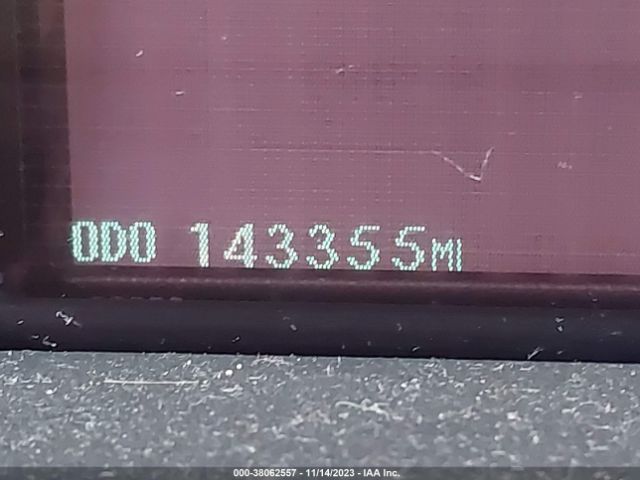 ODO 143355MI
000-38062557 - 11/14/2023 - IAA Inc.